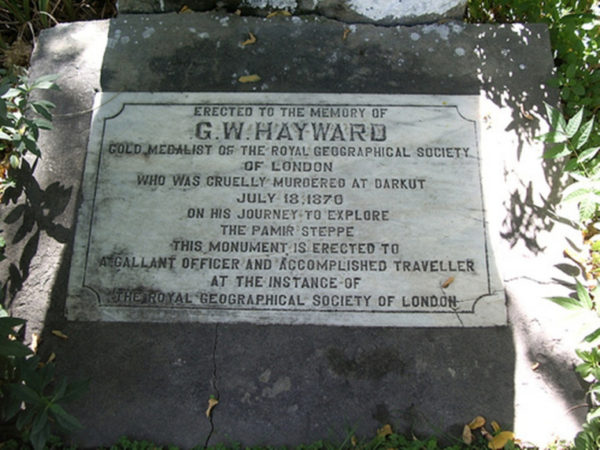 ERECTED TO THE MEMORY OF
G.W. HAYWARD
GOLD MEDALIST OF THE ROYAL GEOGRAPHICAL SOCIETY
OF LONDON
WHO WAS CRUELLY MURDERED AT DARKUT
JULY 18, 1870
ON HIS JOURNEY TO EXPLORE
THE PAMIR STEPPE
THIS MONUMENT IS ERECTED TO
A GALLANT OFFICER AND ACCOMPLISHED TRAVELLER
AT THE INSTANCE OF
THE ROYAL GEOGRAPHICAL SOCIETY OF LONDON